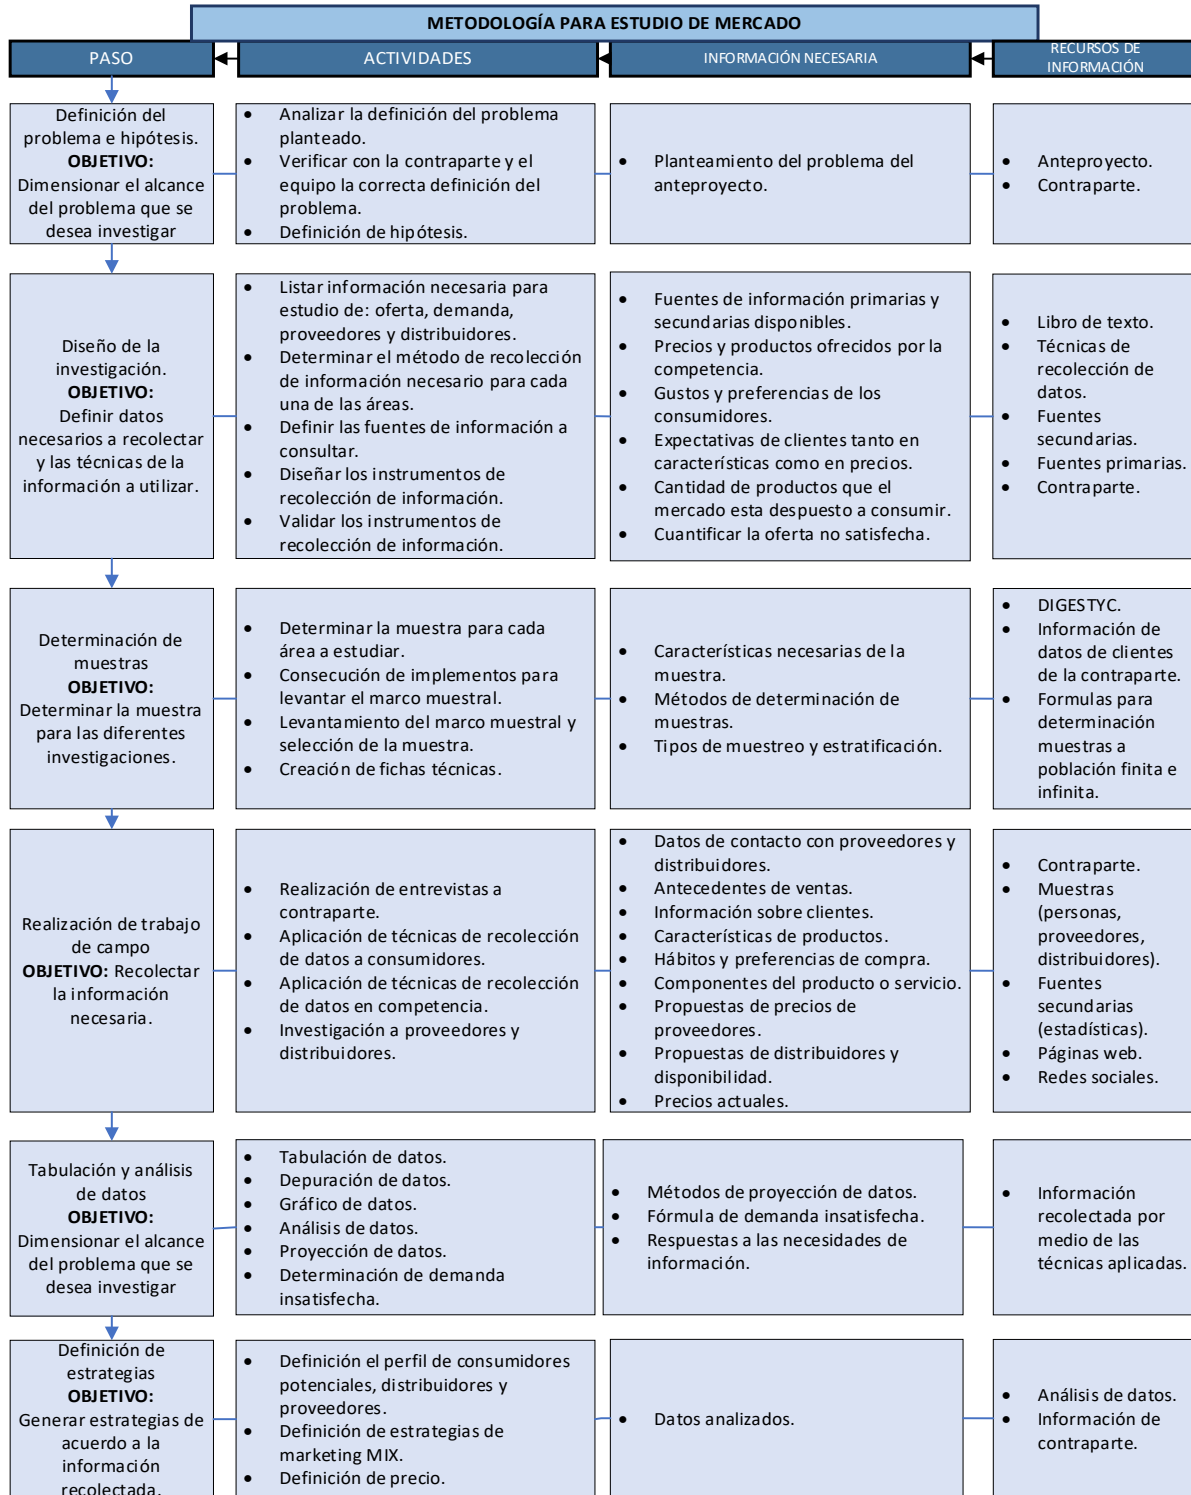 METODOLOGÍA PARA ESTUDIO DE MERCADO
PASO
ACTIVIDADES
INFORMACIÓN NECESARIA
RECURSOS DE
INFORMACIÓN
Definición del
problema e hipótesis.
OBJETIVO:
Dimensionar el alcance
del problema que se
desea investigar
• Analizar la definición del problema
planteado.
• Verificar con la contraparte y el
equipo la correcta definición del
problema.
• Definición de hipótesis.
• Planteamiento del problema del
anteproyecto.
• Anteproyecto.
• Contraparte.
Diseño de la
investigación.
OBJETIVO:
Definir datos
necesarios a recolectar
y las técnicas de la
información a utilizar.
• Listar información necesaria para
estudio de: oferta, demanda,
proveedores y distribuidores.
• Determinar el método de recolección
de información necesario para cada
una de las áreas.
• Definir las fuentes de información a
consultar.
• Diseñar los instrumentos de
recolección de información.
• Validar los instrumentos de
recolección de información.
• Fuentes de información primarias y
secundarias disponibles.
• Precios y productos ofrecidos por la
competencia.
• Gustos y preferencias de los
consumidores.
• Expectativas de clientes tanto en
características como en precios.
• Cantidad de productos que el
mercado esta despuesto a consumir.
• Cuantificar la oferta no satisfecha.
• Libro de texto.
• Técnicas de
recolección de
datos.
• Fuentes
secundarias.
• Fuentes primarias.
• Contraparte.
Determinación de
muestras
OBJETIVO:
Determinar la muestra
para las diferentes
investigaciones.
• Determinar la muestra para cada
área a estudiar.
• Consecución de implementos para
levantar el marco muestral.
• Levantamiento del marco muestral y
selección de la muestra.
• Creación de fichas técnicas.
• Características necesarias de la
muestra.
• Métodos de determinación de
muestras.
• Tipos de muestreo y estratificación.
• DIGESTYC.
• Información de
datos de clientes
de la contraparte.
• Formulas para
determinación
muestras a
población finita e
infinita.
Realización de trabajo
de campo
OBJETIVO: Recolectar
la información
necesaria.
• Realización de entrevistas a
contraparte.
• Aplicación de técnicas de recolección
de datos a consumidores.
• Aplicación de técnicas de recolección
de datos en competencia.
• Investigación a proveedores y
distribuidores.
• Datos de contacto con proveedores y
distribuidores.
• Antecedentes de ventas.
• Información sobre clientes.
• Características de productos.
• Hábitos y preferencias de compra.
• Componentes del producto o servicio.
• Propuestas de precios de
proveedores.
• Propuestas de distribuidores y
disponibilidad.
• Precios actuales.
• Contraparte.
• Muestras
(personas,
proveedores,
distribuidores).
• Fuentes
secundarias
(estadísticas).
• Páginas web.
• Redes sociales.
Tabulación y análisis
de datos
OBJETIVO:
Dimensionar el alcance
del problema que se
desea investigar
• Tabulación de datos.
• Depuración de datos.
• Gráfico de datos.
• Análisis de datos.
• Proyección de datos.
• Determinación de demanda
insatisfecha.
• Métodos de proyección de datos.
• Fórmula de demanda insatisfecha.
• Respuestas a las necesidades de
información.
• Información
recolectada por
medio de las
técnicas aplicadas.
Definición de
estrategias
OBJETIVO:
Generar estrategias de
acuerdo a la
información
recolectada.
• Definición el perfil de consumidores
potenciales, distribuidores y
proveedores.
• Definición de estrategias de
marketing MIX.
• Definición de precio.
• Datos analizados.
• Análisis de datos.
• Información de
contraparte.